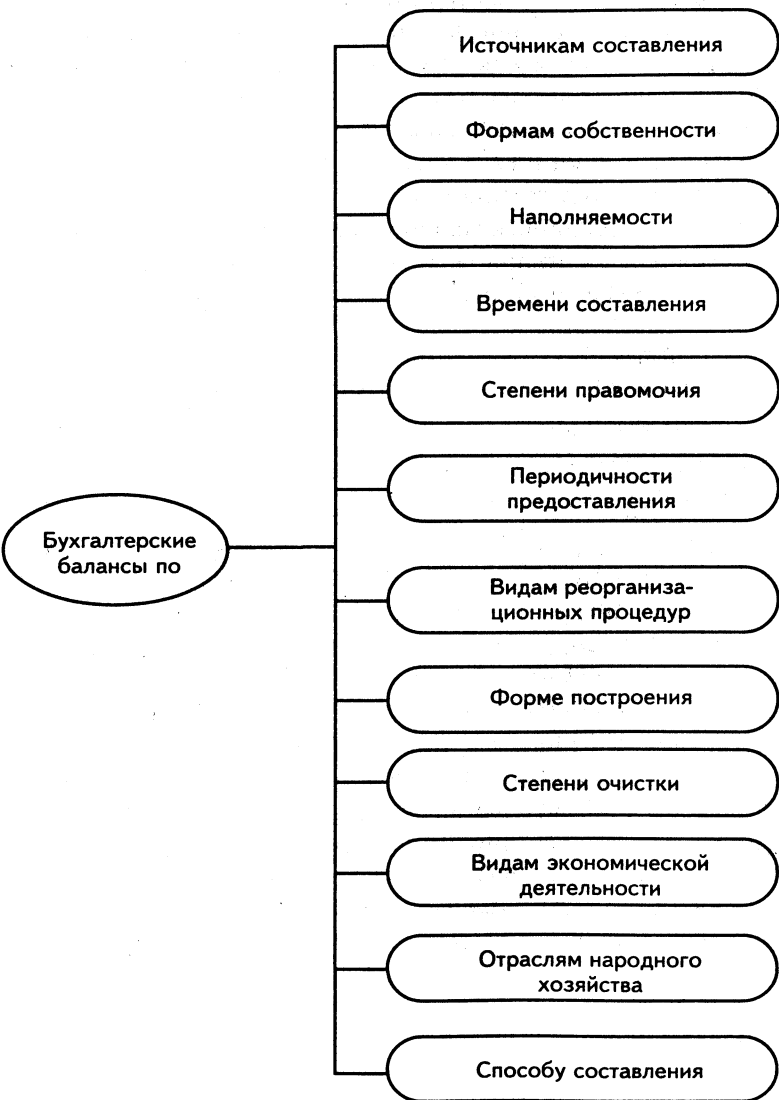 Источникам составления
Формам собственности
Наполняемости
Времени составления
Степени правомочия
Периодичности
предоставления
Бухгалтерские
балансы по
Видам реорганиза-
ционных процедур
Форме построения
Степени очистки
Видам экономической
деятельности
Отраслям народного
хозяйства
Способу составления